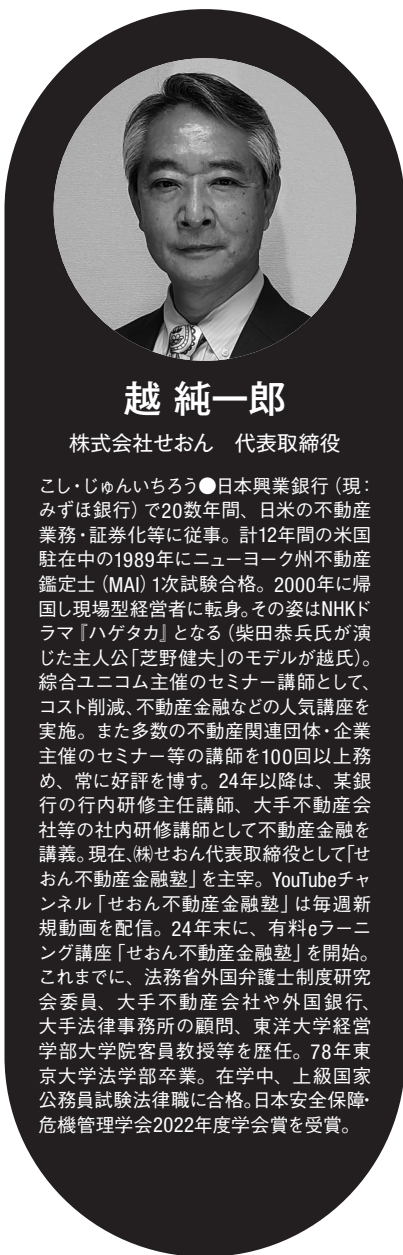 越 純一郎
株式会社せおん　代表取締役
こし・じゅんいちろう●日本興業銀行（現：
みずほ銀行）で20数年間、日米の不動産
業務・証券化等に従事。計12年間の米国
駐在中の1989年にニューヨーク州不動産
鑑定士（MAI）1次試験合格。2000年に帰
国し現場型経営者に転身。その姿はNHKド
ラマ『ハゲタカ』となる（柴田恭兵氏が演
じた主人公「芝野健夫」のモデルが越氏）。
綜合ユニコム主催のセミナー講師として、
コスト削減、不動産金融などの人気講座を
実施。また多数の不動産関連団体・企業
主催のセミナー等の講師を100回以上務
め、常に好評を博す。24年以降は、某銀
行の行内研修主任講師、大手不動産会
社等の社内研修講師として不動産金融を
講義。現在、㈱せおん代表取締役として「せ
おん不動産金融塾」を主宰。YouTubeチャ
ンネル「せおん不動産金融塾」は毎週新
規動画を配信。24年末に、有料eラーニ
ング講座「せおん不動産金融塾」を開始。
これまでに、法務省外国弁護士制度研究
会委員、大手不動産会社や外国銀行、
大手法律事務所の顧問、東洋大学経営
学部大学院客員教授等を歴任。78年東
京大学法学部卒業。在学中、上級国家
公務員試験法律職に合格。日本安全保障・
危機管理学会2022年度学会賞を受賞。